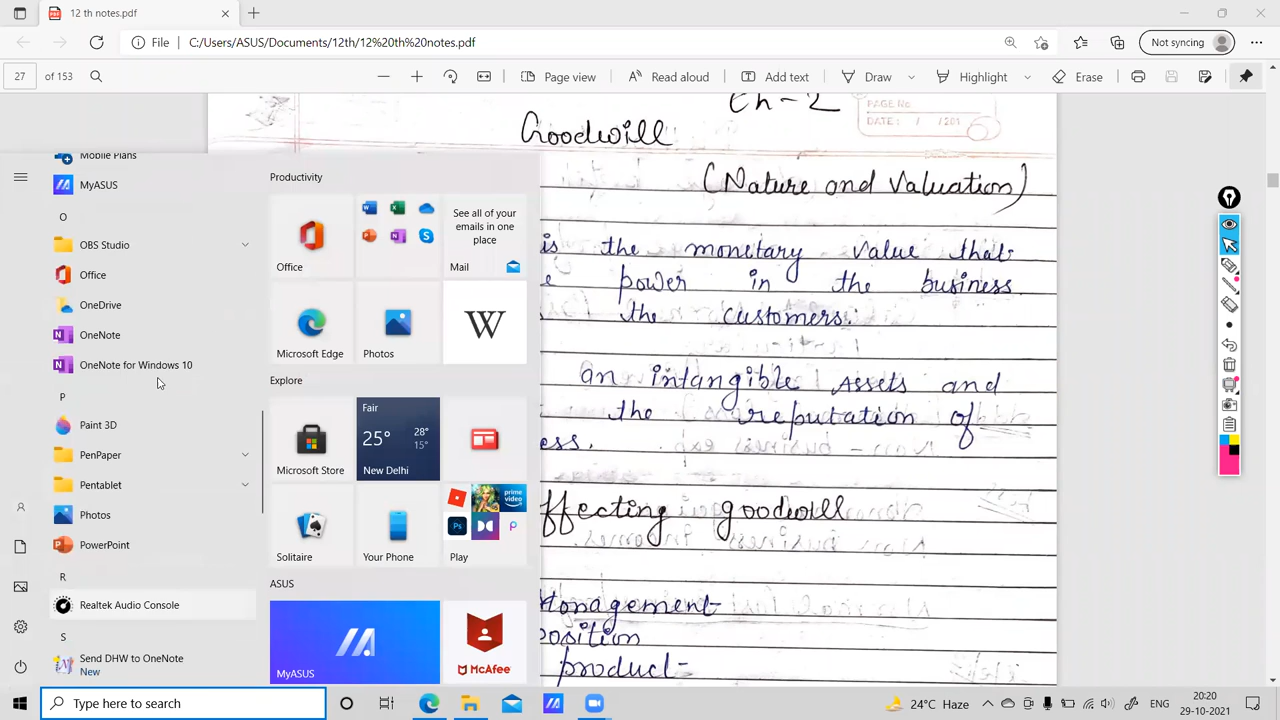 12 th notes.pdf
File C:/Users/ASUS/Documents/12th/12%20th%20notes.pdf Not syncing
27 of 153 Page view Read aloud Add text Draw Highlight Erase
Ch-2
PAGE No.
DATE: / /201
Goodwill
(Nature and Valuation)
is the monetary value that
power in the business
the customers.
an intangible Assets and
the reputation of
ess.
ffecting goodwill
Management-
position
product-
Mobile Plans
MyASUS
O
OBS Studio
Office
OneDrive
OneNote
OneNote for Windows 10
P
Paint 3D
PenPaper
Pentablet
Photos
PowerPoint
R
Realtek Audio Console
S
Send DHW to OneNote
New
Productivity
Office
See all of your
emails in one
place
Mail
Microsoft Edge
Photos
W
Explore
Microsoft Store
Fair
25° 28°
15°
New Delhi
Solitaire
Your Phone
prime video
Ps
Play
ASUS
MyASUS
McAfee
Type here to search
24°C Haze
ENG
20:20
29-10-2021